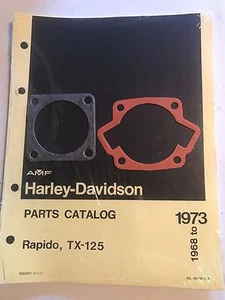 AMF
Harley-Davidson
PARTS CATALOG
Rapido, TX-125
1968 to 1973